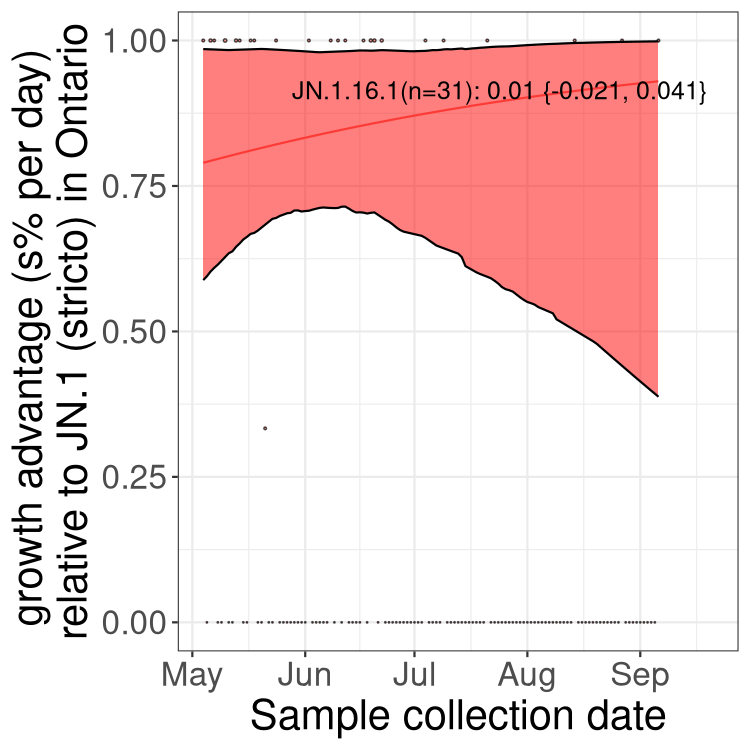 growth advantage (s% per day)
relative to JN.1 (stricto) in Ontario
1.00
0.75
0.50
0.25
0.00
JN.1.16.1(n=31): 0.01 {-0.021, 0.041}
May Jun Jul Aug Sep
Sample collection date